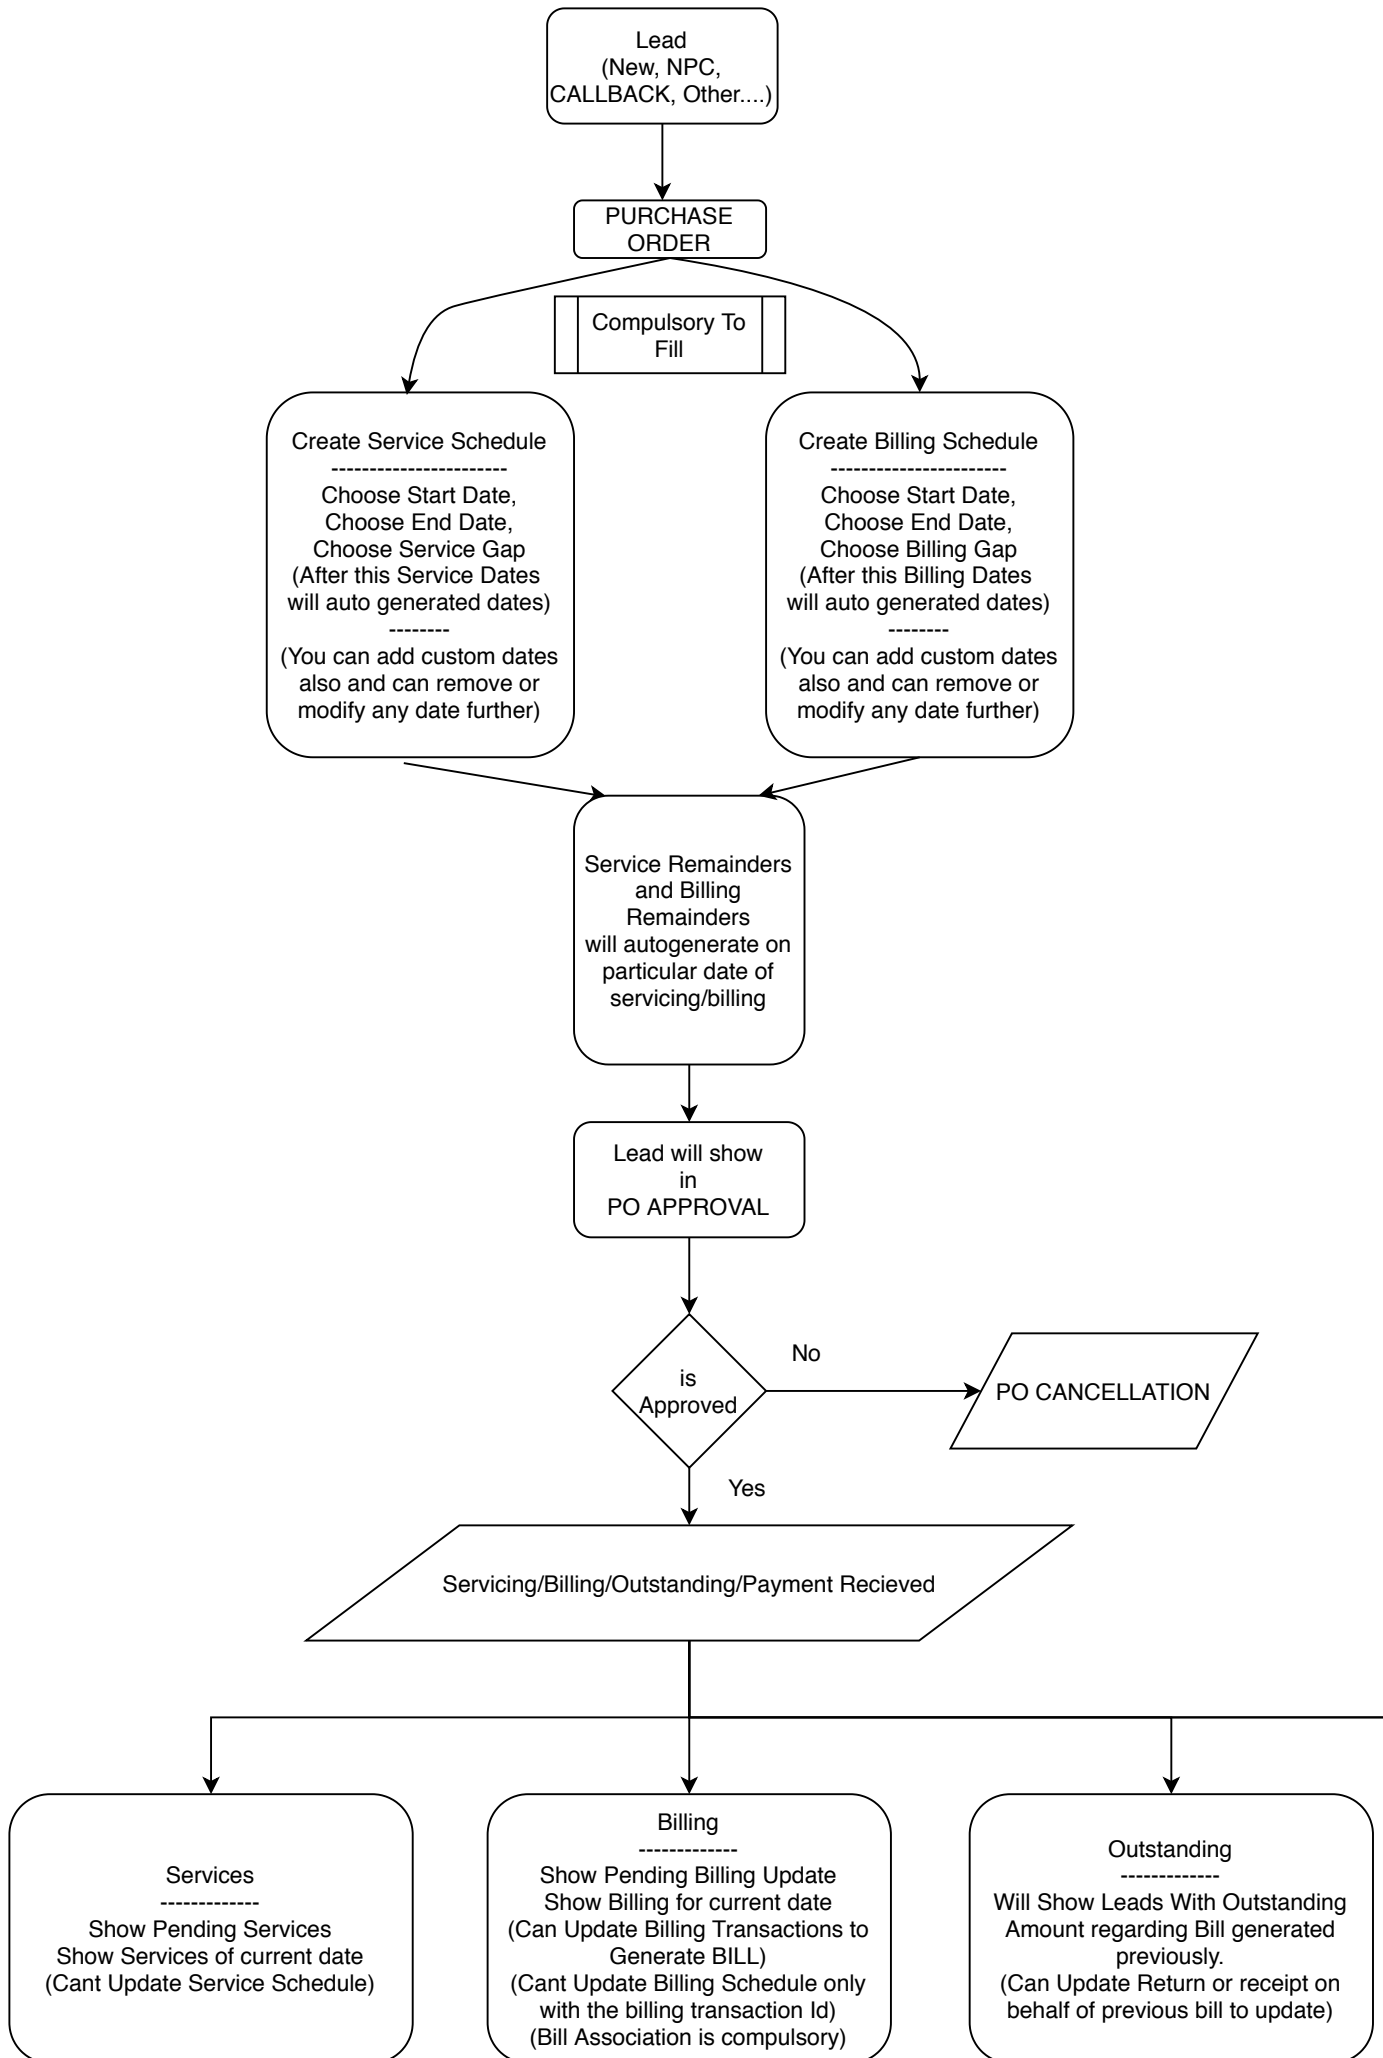 Lead
(New, NPC,
CALLBACK, Other....)
PURCHASE
ORDER
Compulsory To
Fill
Create Service Schedule
-----------------------
Choose Start Date,
Choose End Date,
Choose Service Gap
(After this Service Dates
will auto generated dates)
--------
(You can add custom dates
also and can remove or
modify any date further)
Create Billing Schedule
-----------------------
Choose Start Date,
Choose End Date,
Choose Billing Gap
(After this Billing Dates
will auto generated dates)
--------
(You can add custom dates
also and can remove or
modify any date further)
Service Remainders
and Billing
Remainders
will autogenerate on
particular date of
servicing/billing
Lead will show
in
PO APPROVAL
is
Approved
No
PO CANCELLATION
Yes
Servicing/Billing/Outstanding/Payment Recieved
Services
-------------
Show Pending Services
Show Services of current date
(Cant Update Service Schedule)
Billing
-------------
Show Pending Billing Update
Show Billing for current date
(Can Update Billing Transactions to
Generate BILL)
(Cant Update Billing Schedule only
with the billing transaction Id)
(Bill Association is compulsory)
Outstanding
-------------
Will Show Leads With Outstanding
Amount regarding Bill generated
previously.
(Can Update Return or receipt on
behalf of previous bill to update)